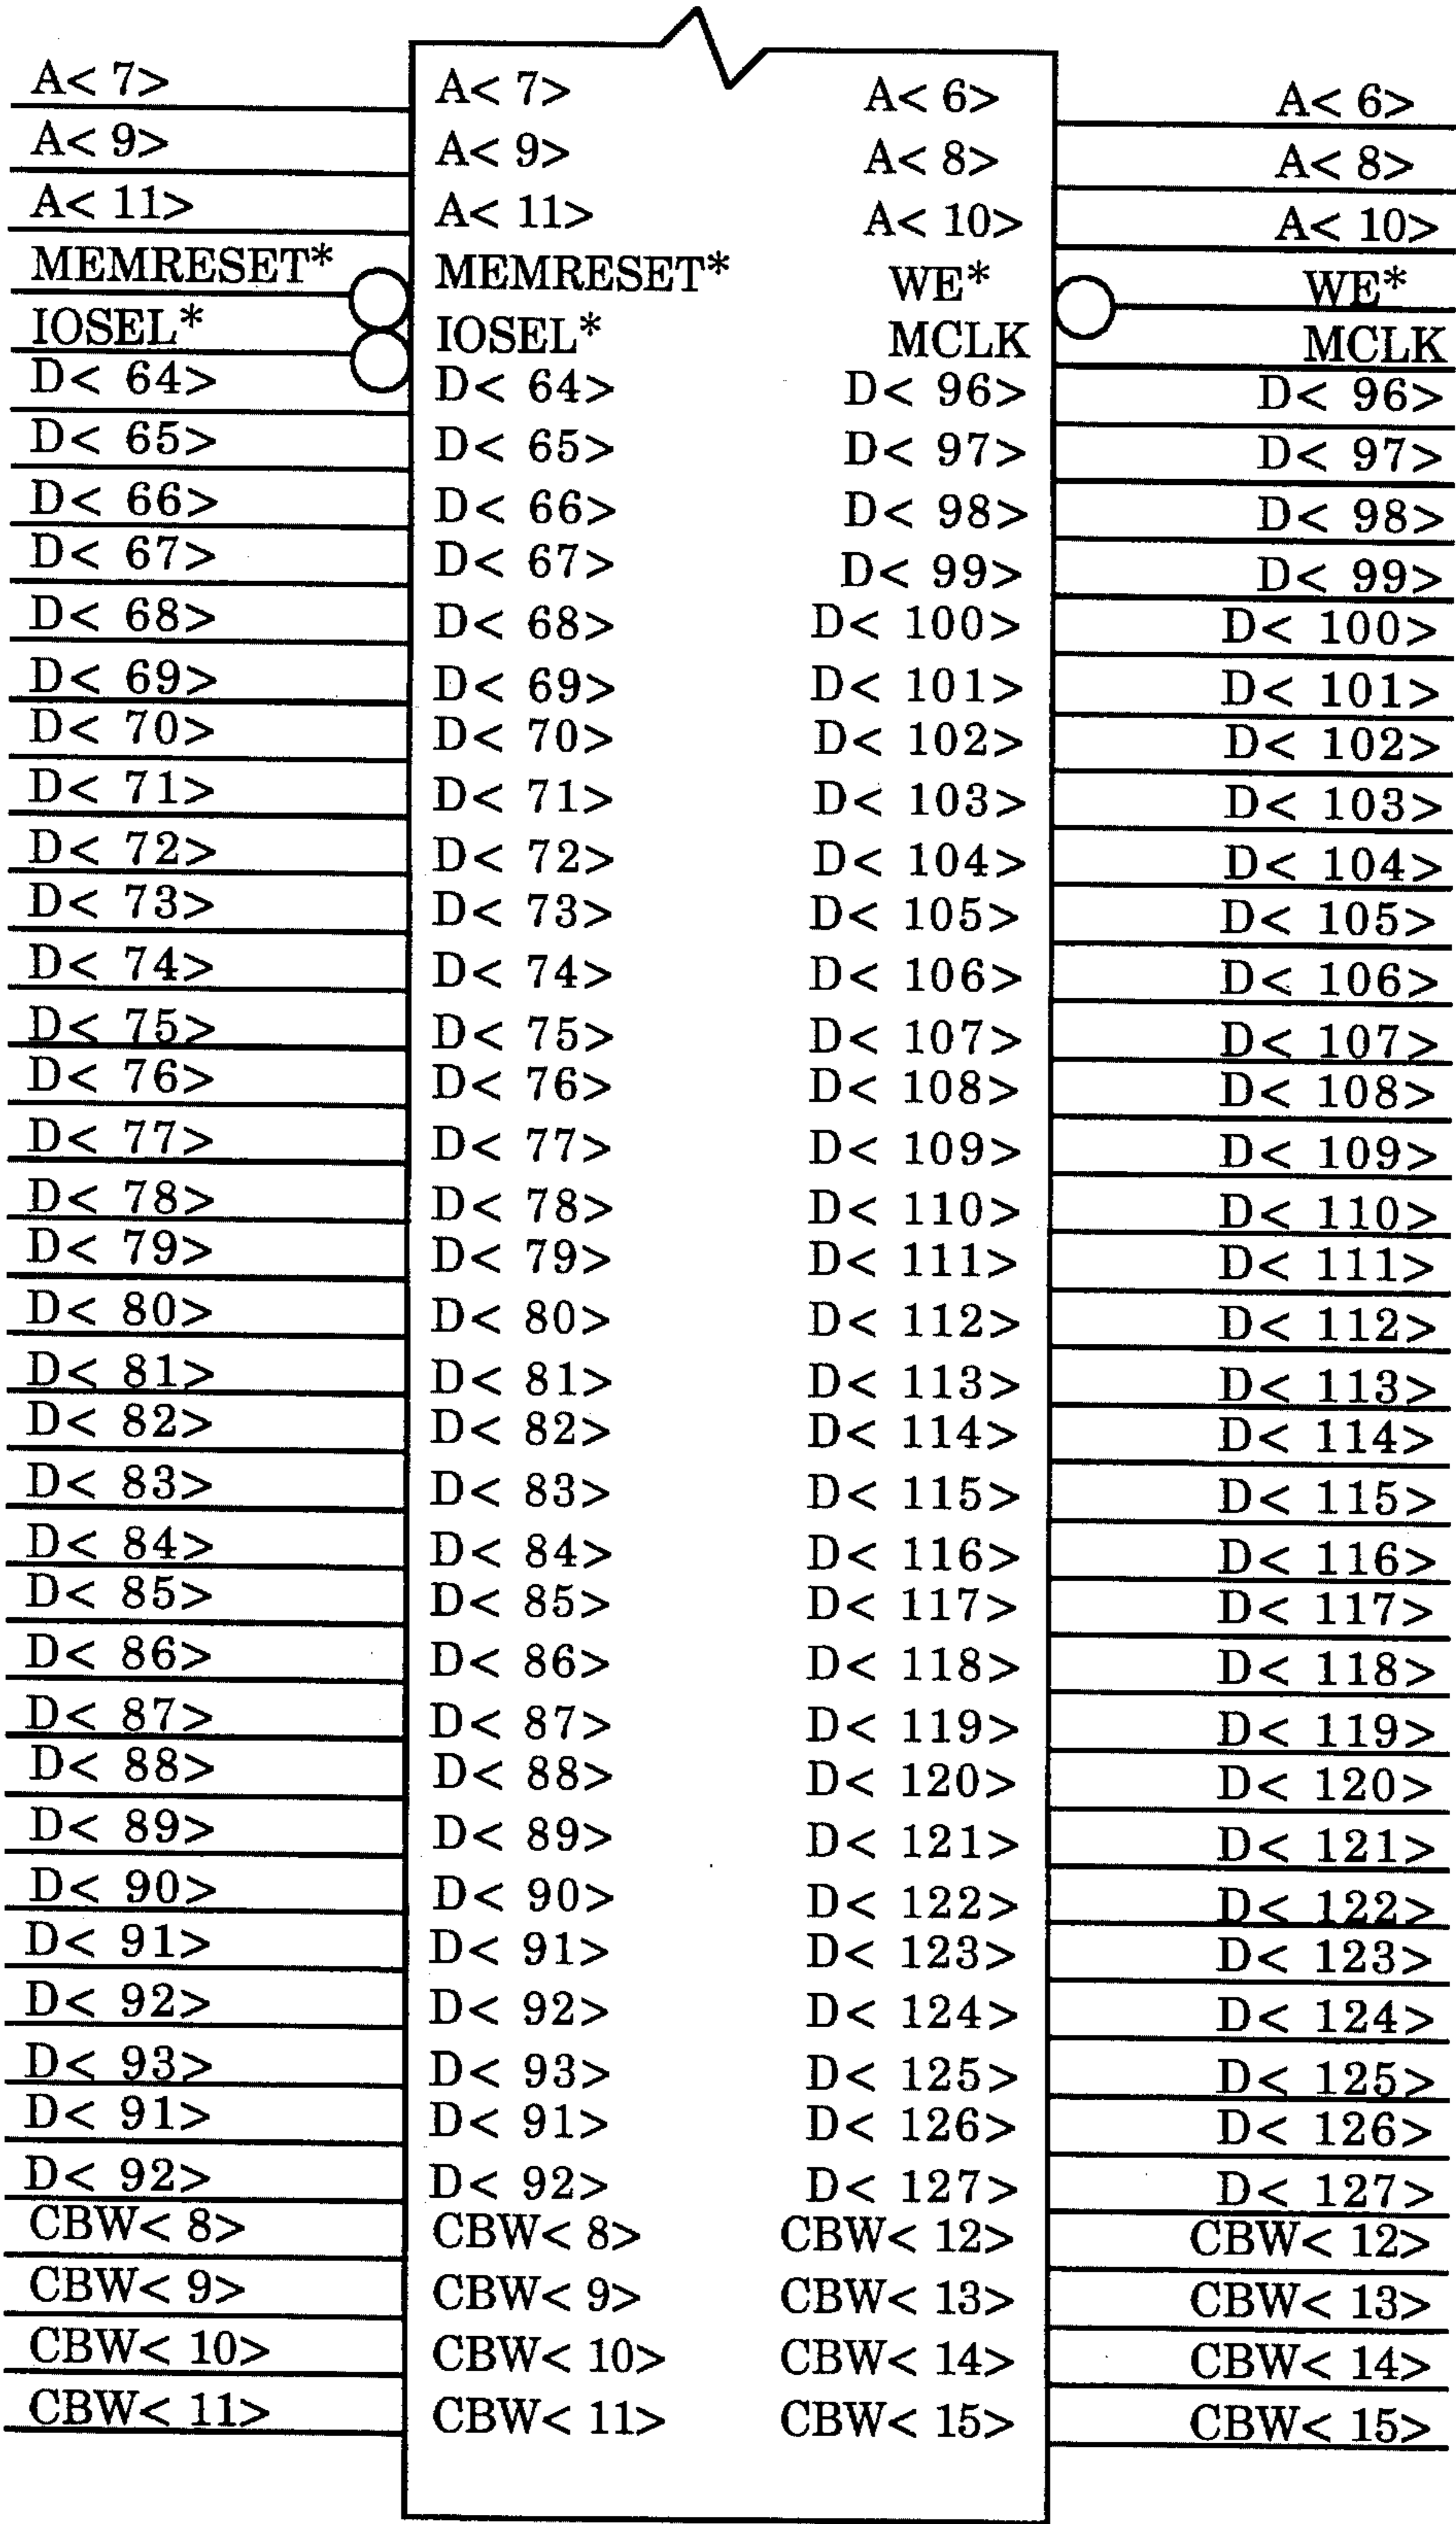 A< 7> A< 7> A< 6> A< 6>
A< 9> A< 9> A< 8> A< 8>
A< 11> A< 11> A< 10> A< 10>
MEMRESET* MEMRESET* WE* WE*
IOSEL* IOSEL* MCLK MCLK
D< 64> D< 64> D< 96> D< 96>
D< 65> D< 65> D< 97> D< 97>
D< 66> D< 66> D< 98> D< 98>
D< 67> D< 67> D< 99> D< 99>
D< 68> D< 68> D< 100> D< 100>
D< 69> D< 69> D< 101> D< 101>
D< 70> D< 70> D< 102> D< 102>
D< 71> D< 71> D< 103> D< 103>
D< 72> D< 72> D< 104> D< 104>
D< 73> D< 73> D< 105> D< 105>
D< 74> D< 74> D< 106> D< 106>
D< 75> D< 75> D< 107> D< 107>
D< 76> D< 76> D< 108> D< 108>
D< 77> D< 77> D< 109> D< 109>
D< 78> D< 78> D< 110> D< 110>
D< 79> D< 79> D< 111> D< 111>
D< 80> D< 80> D< 112> D< 112>
D< 81> D< 81> D< 113> D< 113>
D< 82> D< 82> D< 114> D< 114>
D< 83> D< 83> D< 115> D< 115>
D< 84> D< 84> D< 116> D< 116>
D< 85> D< 85> D< 117> D< 117>
D< 86> D< 86> D< 118> D< 118>
D< 87> D< 87> D< 119> D< 119>
D< 88> D< 88> D< 120> D< 120>
D< 89> D< 89> D< 121> D< 121>
D< 90> D< 90> D< 122> D< 122>
D< 91> D< 91> D< 123> D< 123>
D< 92> D< 92> D< 124> D< 124>
D< 93> D< 93> D< 125> D< 125>
D< 91> D< 91> D< 126> D< 126>
D< 92> D< 92> D< 127> D< 127>
CBW< 8> CBW< 8> CBW< 12> CBW< 12>
CBW< 9> CBW< 9> CBW< 13> CBW< 13>
CBW< 10> CBW< 10> CBW< 14> CBW< 14>
CBW< 11> CBW< 11> CBW< 15> CBW< 15>